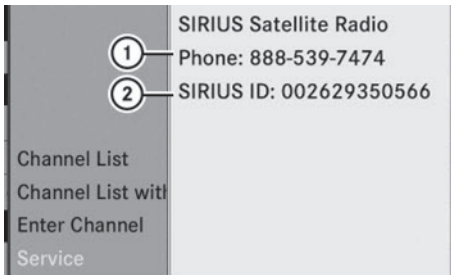 SIRIUS Satellite Radio
1
Phone: 888-539-7474
2
SIRIUS ID: 002629350566
Channel List
Channel List with
Enter Channel
Service